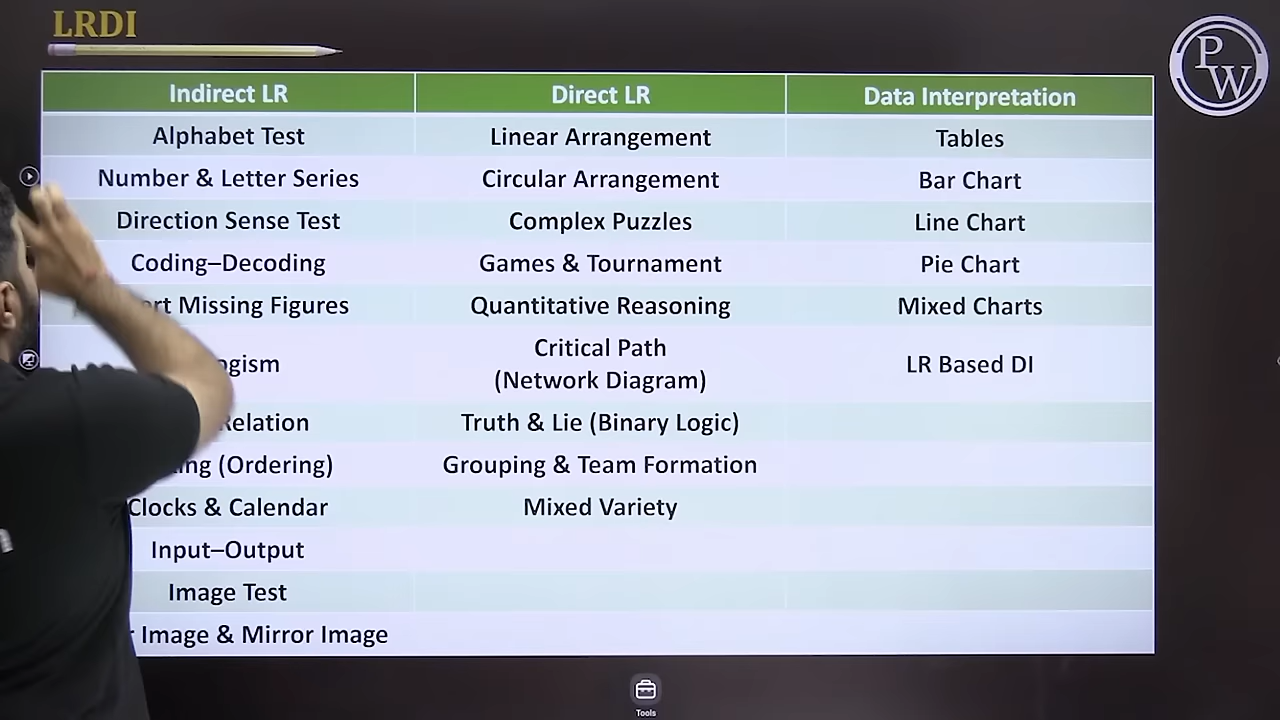 LRDI
P
W
Indirect LR
Direct LR
Data Interpretation
Alphabet Test
Linear Arrangement
Tables
Number & Letter Series
Circular Arrangement
Bar Chart
Direction Sense Test
Complex Puzzles
Line Chart
Coding–Decoding
Games & Tournament
Pie Chart
Missing Figures
Quantitative Reasoning
Mixed Charts
Critical Path
(Network Diagram)
LR Based DI
Relation
Truth & Lie (Binary Logic)
(Ordering)
Grouping & Team Formation
Clocks & Calendar
Mixed Variety
Input–Output
Image Test
Image & Mirror Image
Tools